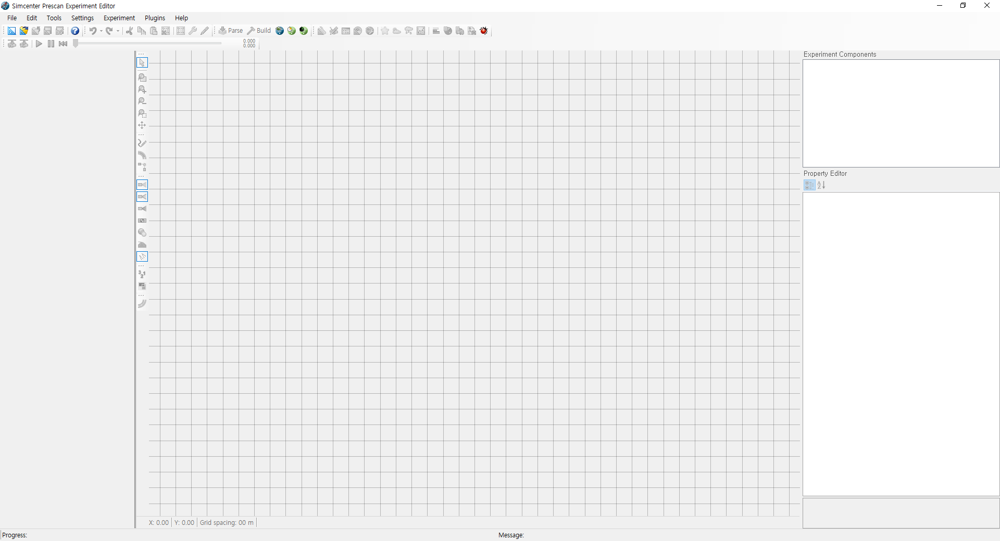 Simcenter Prescan Experiment Editor
File Edit Tools Settings Experiment Plugins Help
Parse Build
0.000
0.000
Experiment Components
Property Editor
X: 0.00 Y: 0.00 Grid spacing: 00 m
Progress: Message: